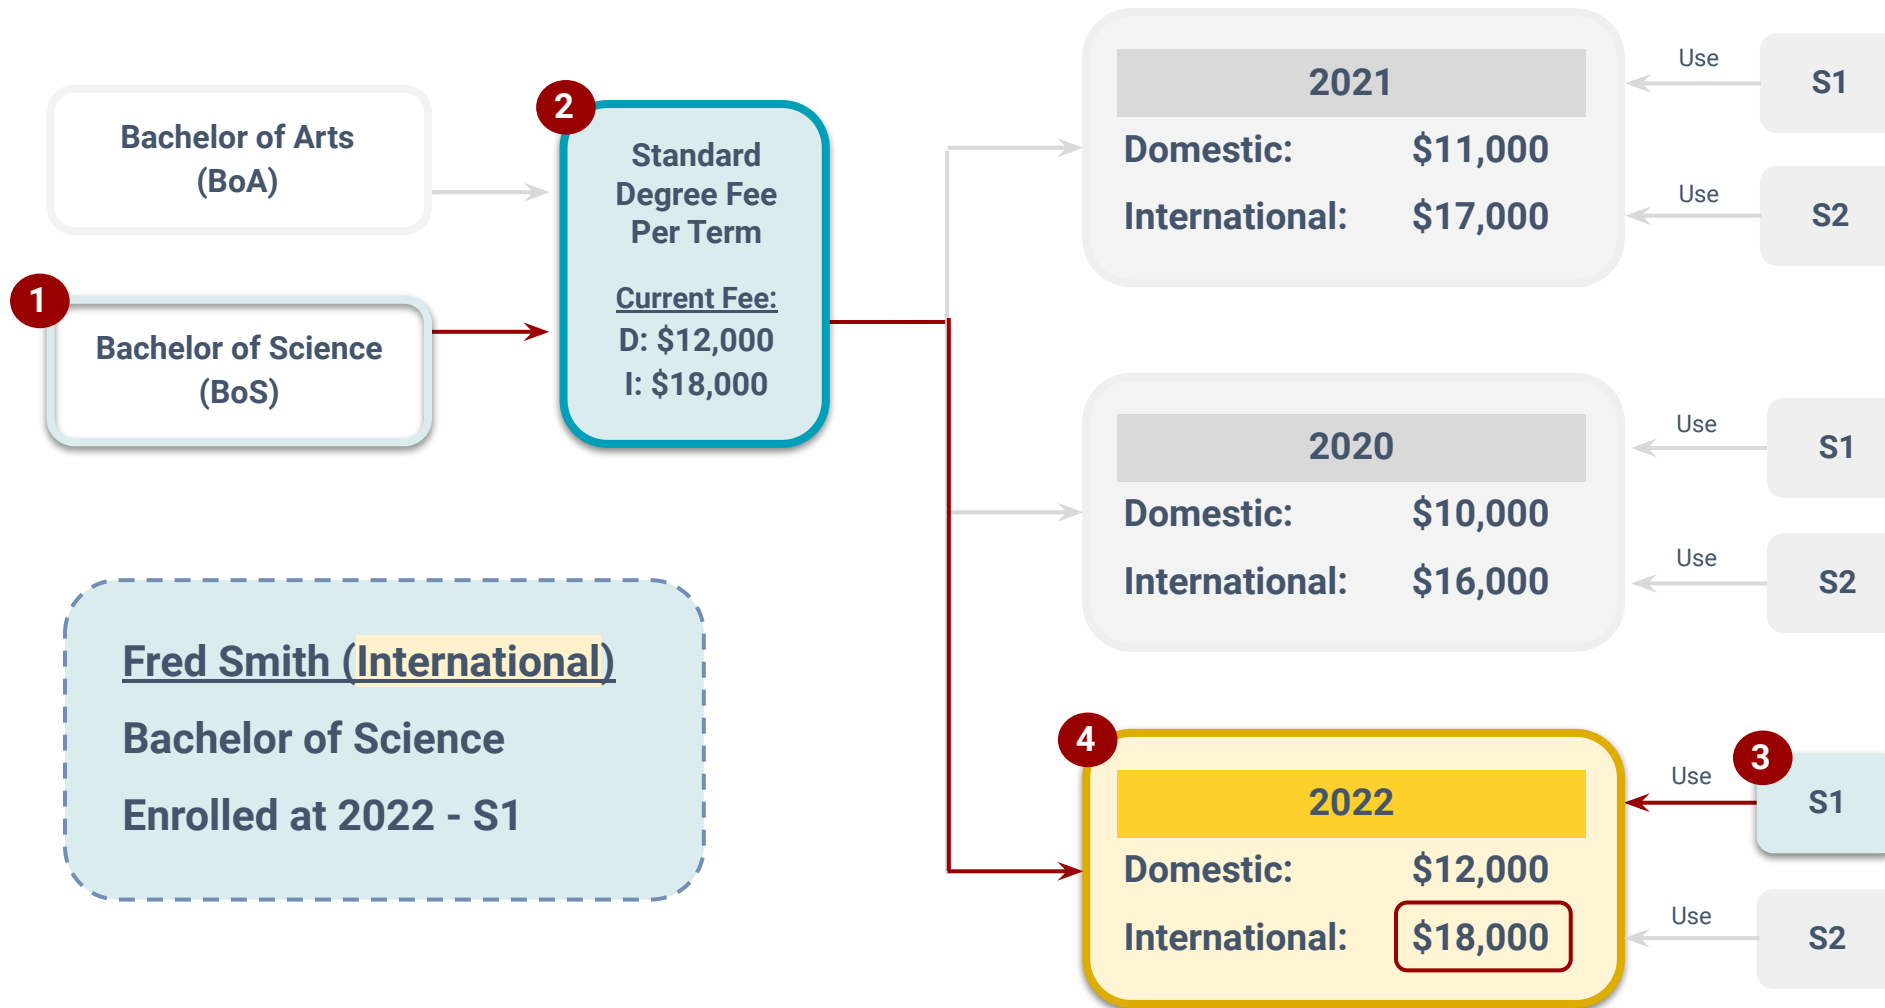 Bachelor of Arts
(BoA)
1
Bachelor of Science
(BoS)
2
Standard
Degree Fee
Per Term
Current Fee:
D: $12,000
I: $18,000
2021
Domestic: $11,000
International: $17,000
Use
S1
Use
S2
2020
Domestic: $10,000
International: $16,000
Use
S1
Use
S2
Fred Smith (International)
Bachelor of Science
Enrolled at 2022 - S1
4
2022
Domestic: $12,000
International: $18,000
Use
3
S1
Use
S2